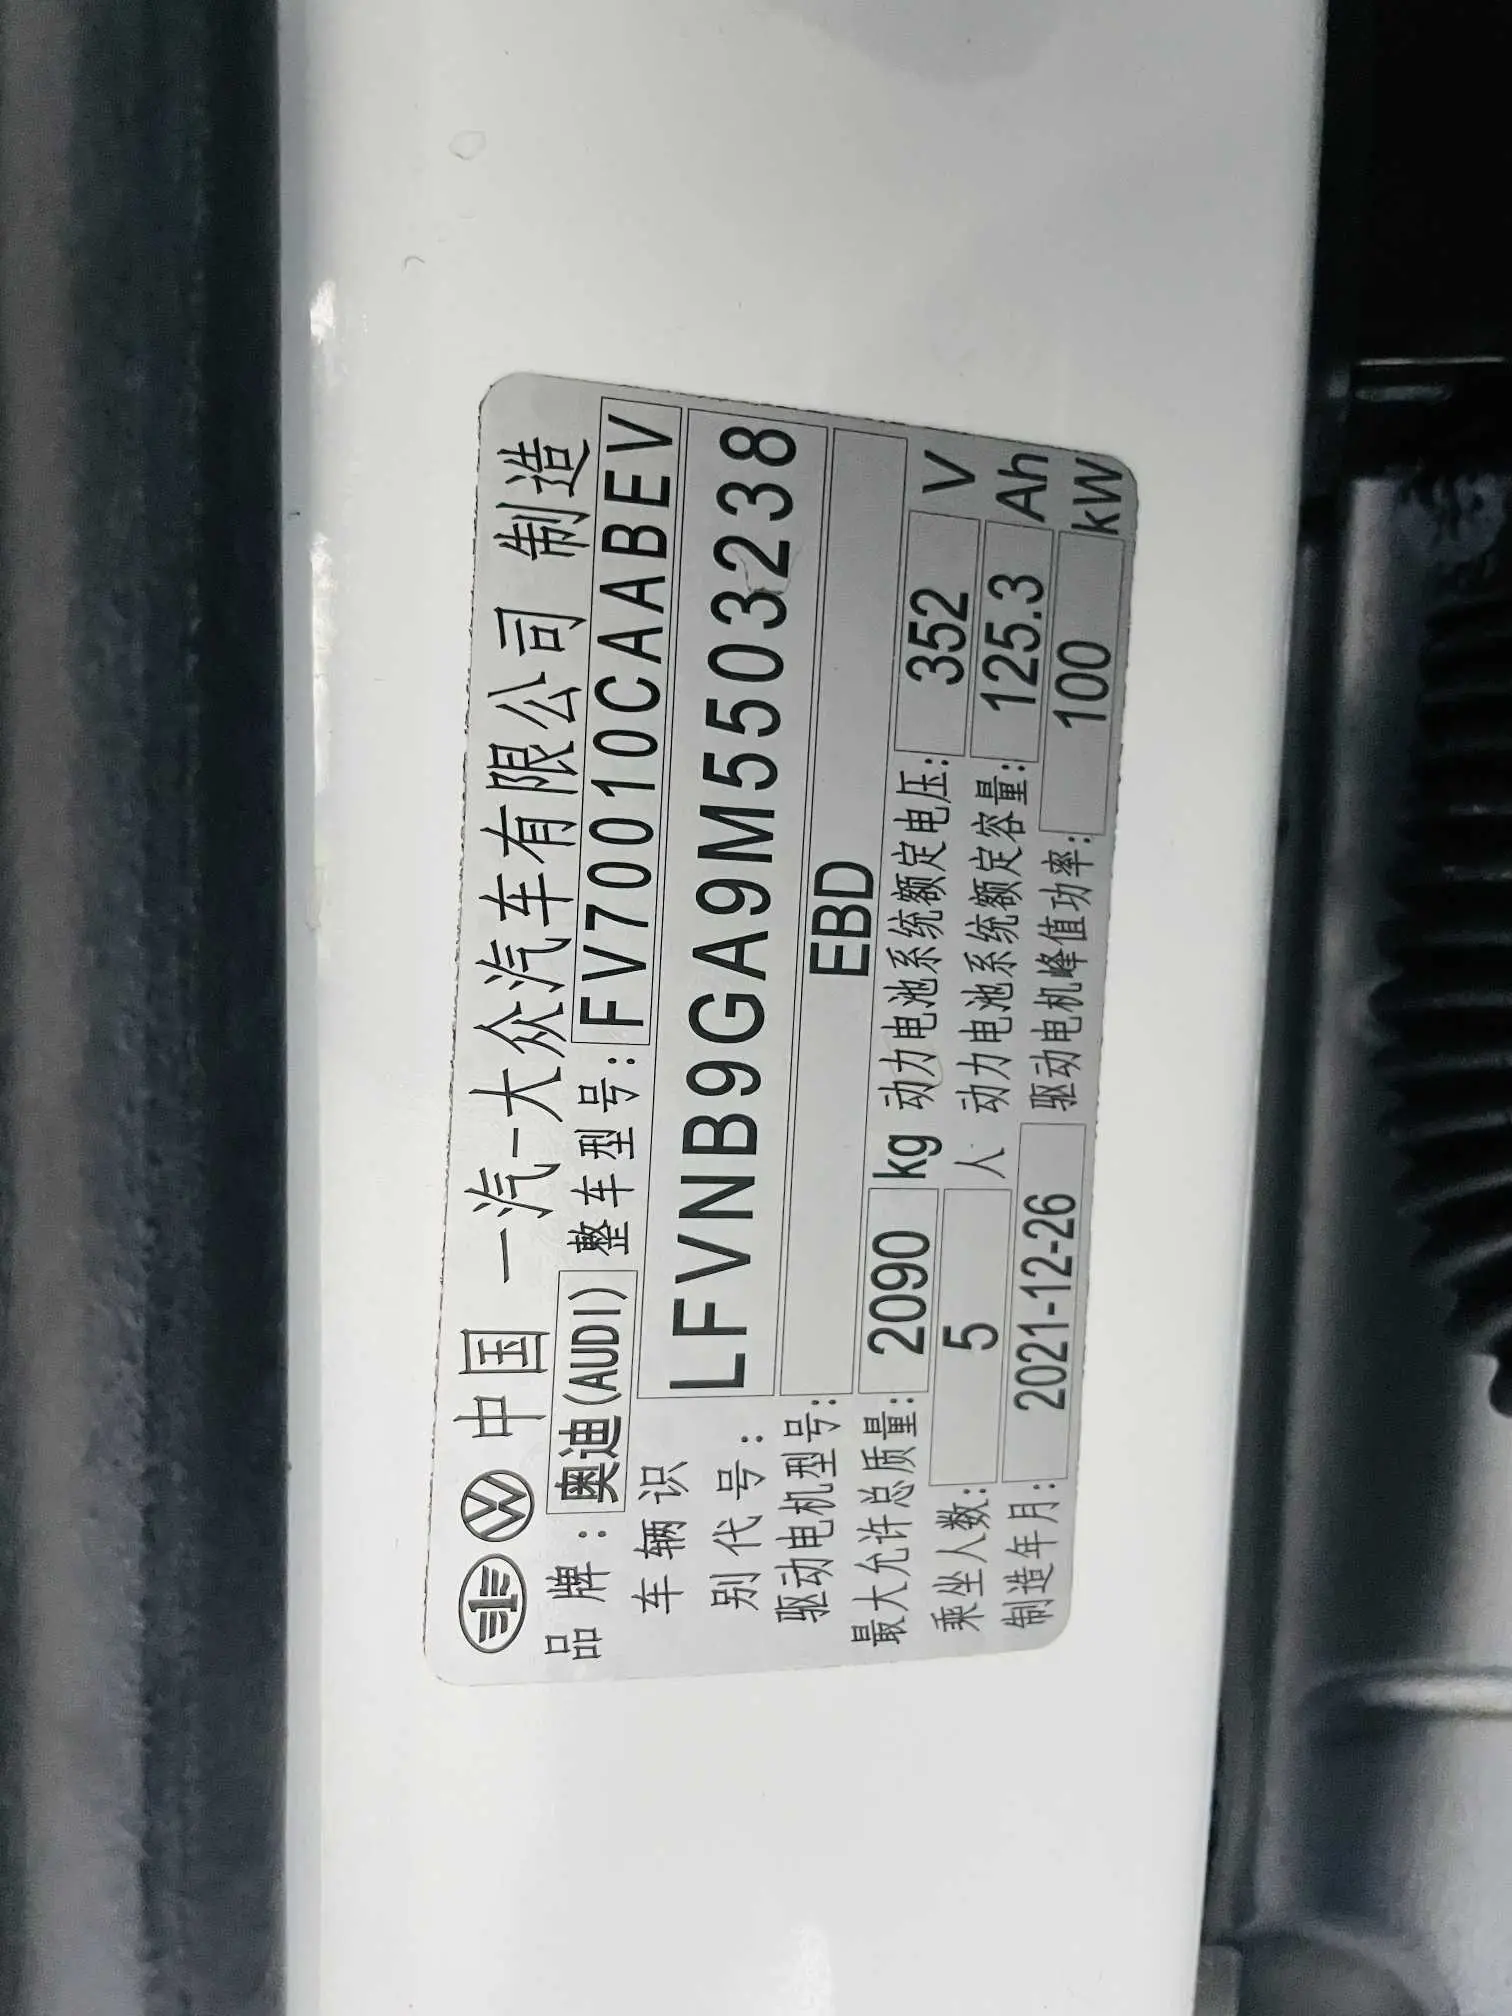 中国 一汽-大众汽车有限公司 制造
品牌：奥迪(AUDI) 整车型号：FV70010CAABEV
车辆识别代号：LFVNB9GA9M5503238
驱动电机型号：EBD
最大允许总质量：2090 kg 动力电池系统额定电压：352 V
乘坐人数：5 人 动力电池系统额定容量：125.3 Ah
制造年月：2021-12-26 驱动电机峰值功率：100 kW